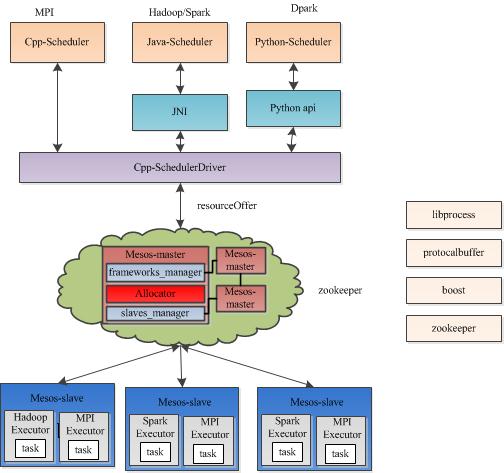 MPI
Hadoop/Spark
Dpark
Cpp-Scheduler
Java-Scheduler
Python-Scheduler
JNI
Python api
Cpp-SchedulerDriver
resourceOffer
Mesos-master
frameworks_manager
Allocator
slaves_manager
Mesos-
master
Mesos-
master
zookeeper
libprocess
protocalbuffer
boost
zookeeper
Mesos-slave
Hadoop
Executor
task
MPI
Executor
task
Mesos-slave
Spark
Executor
task
MPI
Executor
task
Mesos-slave
Spark
Executor
task
MPI
Executor
task